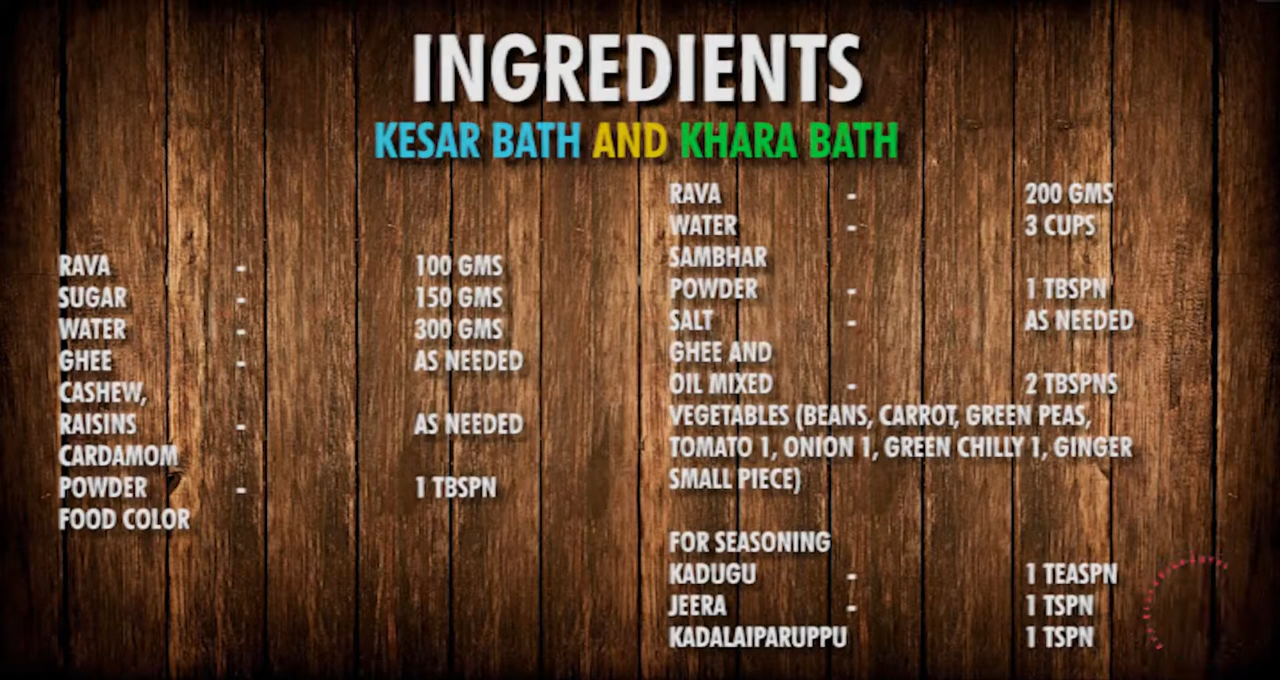 INGREDIENTS
KESAR BATH AND KHARA BATH
RAVA - 100 GMS
SUGAR - 150 GMS
WATER - 300 GMS
GHEE - AS NEEDED
CASHEW,
RAISINS - AS NEEDED
CARDAMOM
POWDER - 1 TBSPN
FOOD COLOR
RAVA - 200 GMS
WATER - 3 CUPS
SAMBHAR
POWDER - 1 TBSPN
SALT - AS NEEDED
GHEE AND
OIL MIXED - 2 TBSPNS
VEGETABLES (BEANS, CARROT, GREEN PEAS,
TOMATO 1, ONION 1, GREEN CHILLY 1, GINGER
SMALL PIECE)
FOR SEASONING
KADUGU - 1 TEASPN
JEERA - 1 TSPN
KADALAIPARUPPU 1 TSPN